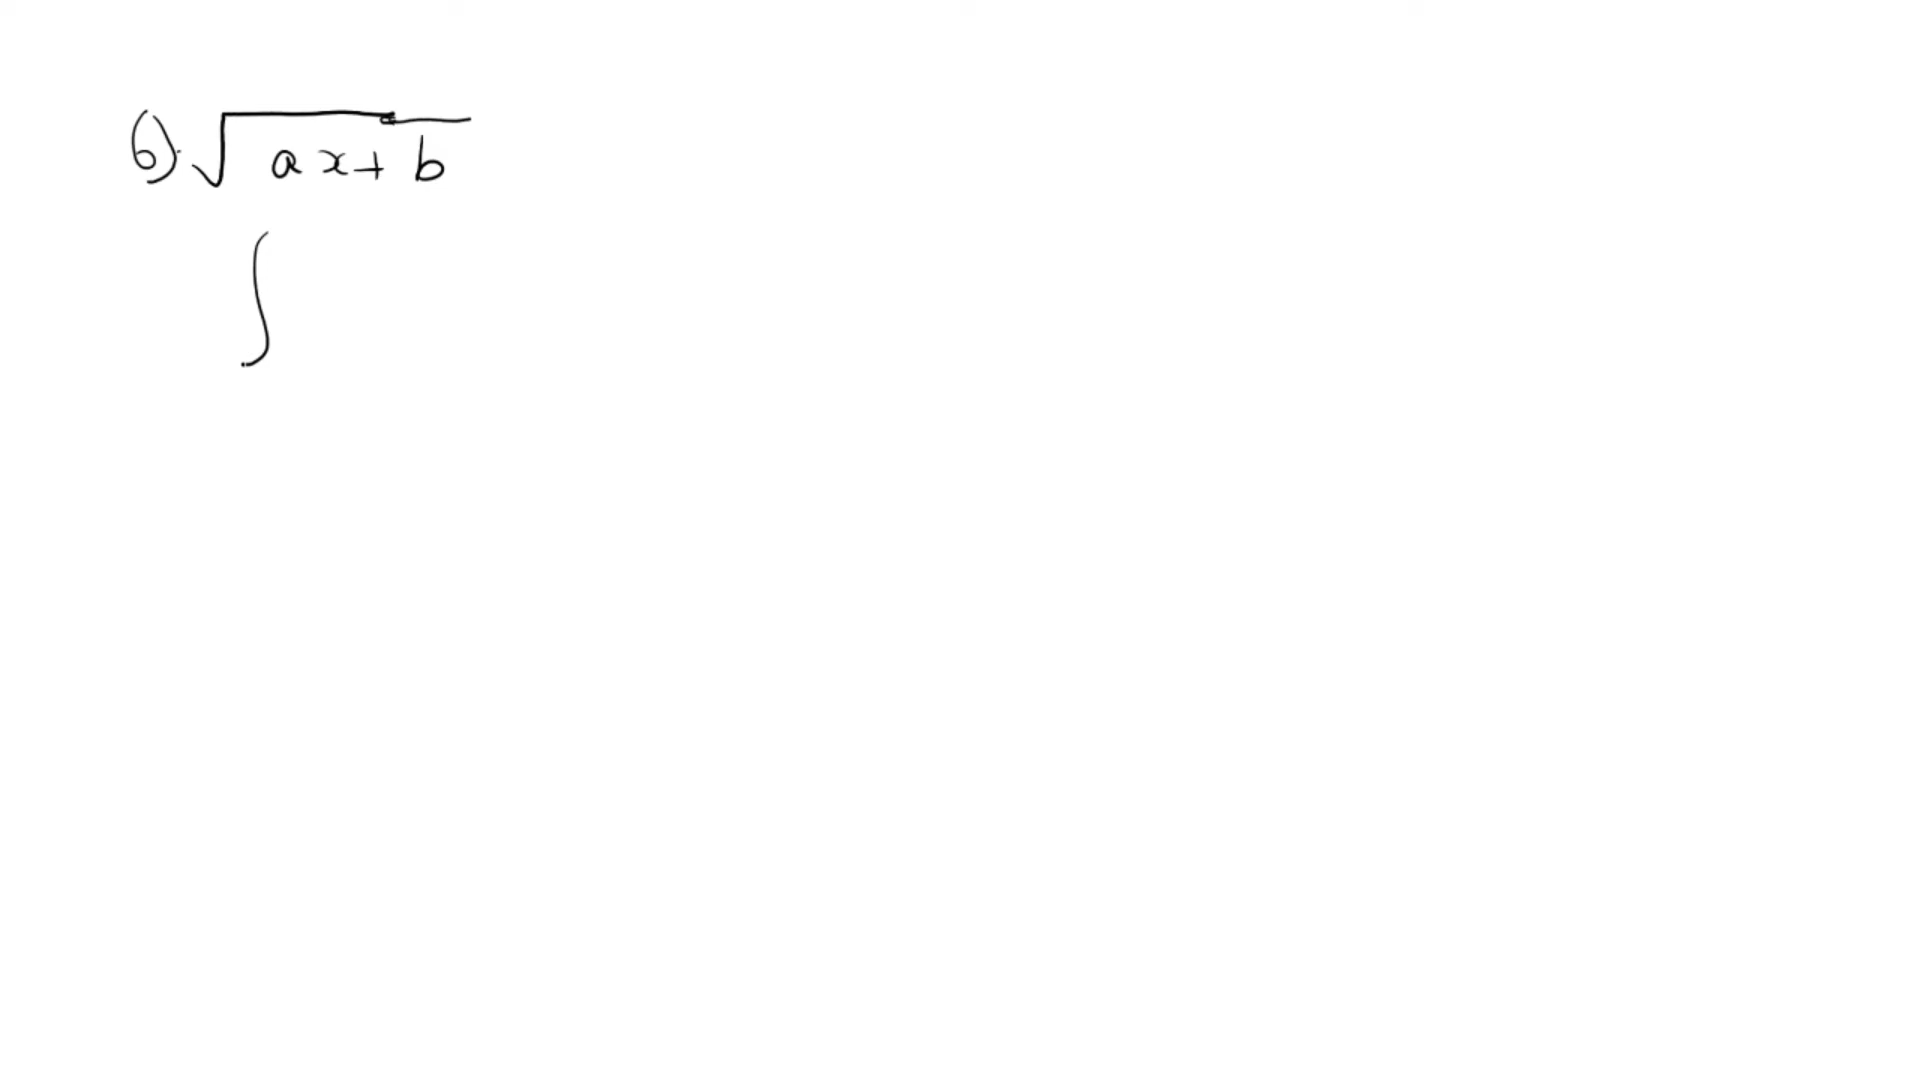 6). √(ax + b)
∫